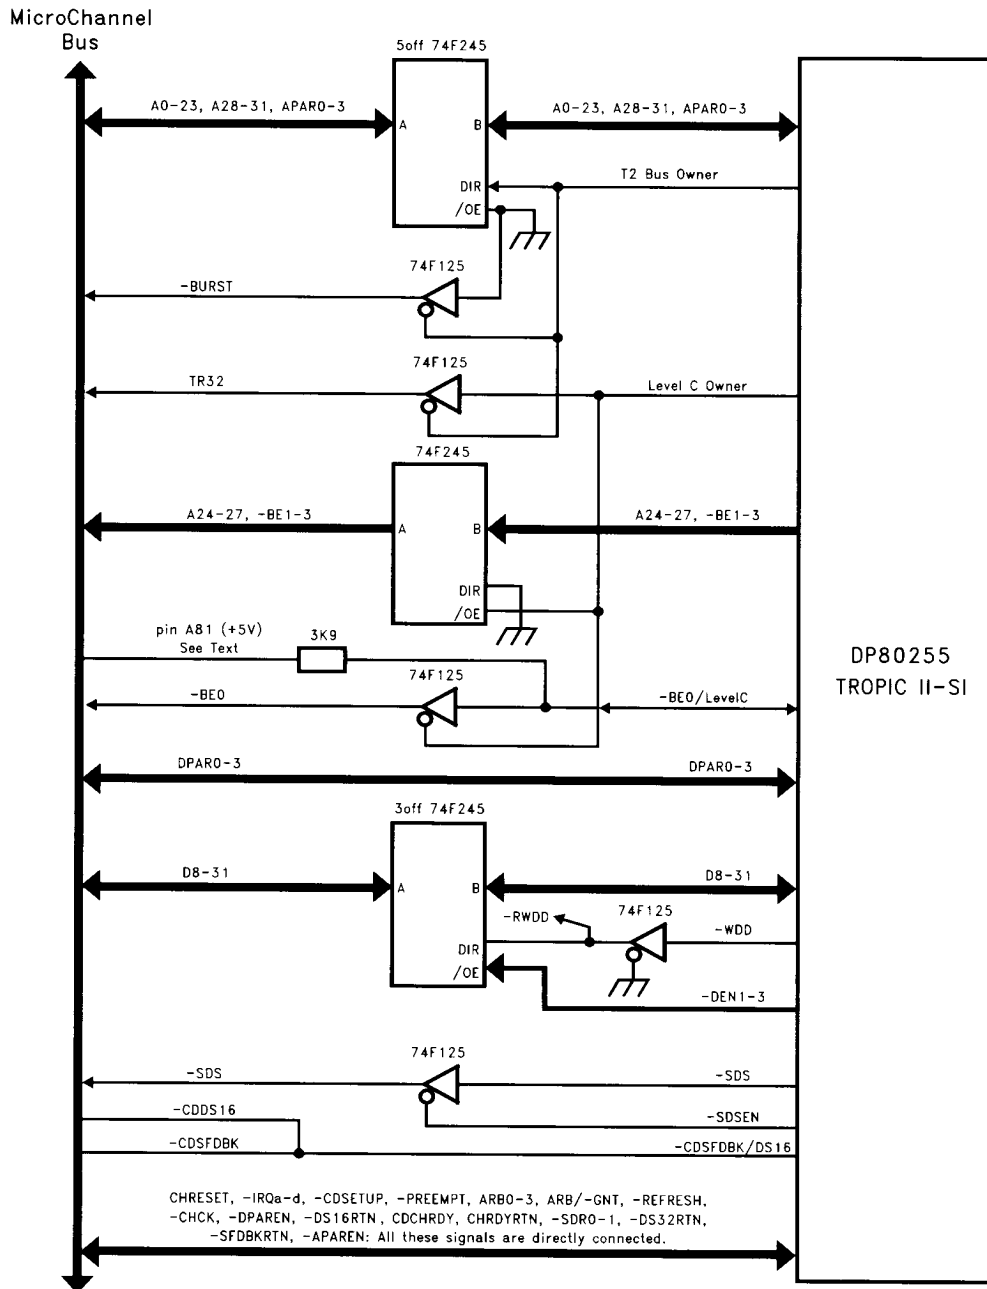 MicroChannel
Bus
5off 74F245
A0-23, A28-31, APAR0-3
A
B
A0-23, A28-31, APAR0-3
DIR
T2 Bus Owner
/OE
74F125
-BURST
74F125
TR32
Level C Owner
74F245
A24-27, -BE1-3
A
B
A24-27, -BE1-3
DIR
/OE
pin A81 (+5V)
See Text
3K9
74F125
-BE0
-BE0/LevelC
DP80255
TROPIC II-SI
DPAR0-3
DPAR0-3
3off 74F245
D8-31
A
B
D8-31
-RWDD
74F125
-WDD
DIR
/OE
-DEN1-3
74F125
-SDS
-SDS
-CDDS16
-SDSEN
-CDSFDBK
-CDSFDBK/DS16
CHRESET, -IRQa-d, -CDSETUP, -PREEMPT, ARB0-3, ARB/-GNT, -REFRESH,
-CHCK, -DPAREN, -DS16RTN, CDCHRDY, CHRDYRTN, -SDR0-1, -DS32RTN,
-SFDBKRTN, -APAREN: All these signals are directly connected.